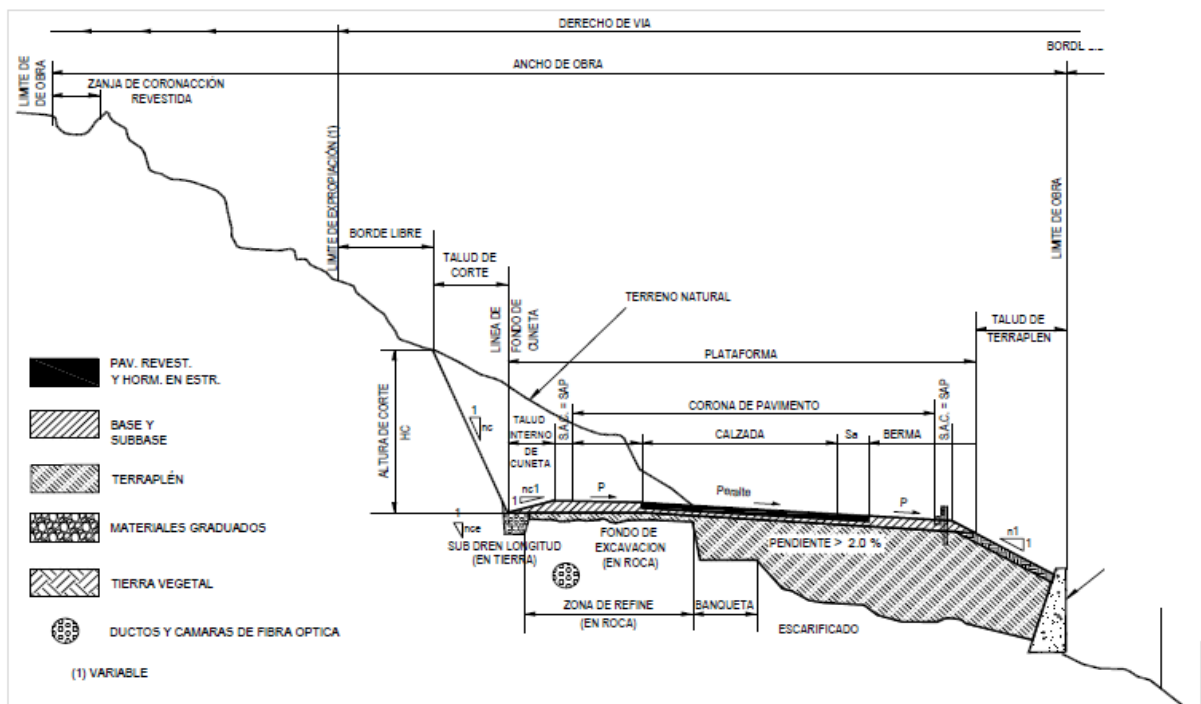 DERECHO DE VIA
BORDE
ANCHO DE OBRA
LIMITE DE
DE OBRA
ZANJA DE CORONACCIÓN
REVESTIDA
LIMITE DE EXPROPIACIÓN (1)
LIMITE DE OBRA
BORDE LIBRE
TALUD DE
CORTE
LINEA DE
FONDO DE
CUNETA
TERRENO NATURAL
TALUD DE
TERRAPLEN
PLATAFORMA
PAV. REVEST.
Y HORM. EN ESTR.
ALTURA DE CORTE
HC
1
nc
TALUD
INTERNO
DE
CUNETA
S.A.C. = SAP
CORONA DE PAVIMENTO
S.A.C. = SAP
CALZADA
Sa
BERMA
BASE Y
SUBBASE
TERRAPLÉN
nc1
1
P
Peralte
P
1
nce
n1
1
MATERIALES GRADUADOS
SUB DREN LONGITUD
(EN TIERRA)
FONDO DE
EXCAVACION
(EN ROCA)
PENDIENTE > 2.0 %
TIERRA VEGETAL
ZONA DE REFINE
(EN ROCA)
BANQUETA
ESCARIFICADO
DUCTOS Y CAMARAS DE FIBRA OPTICA
(1) VARIABLE